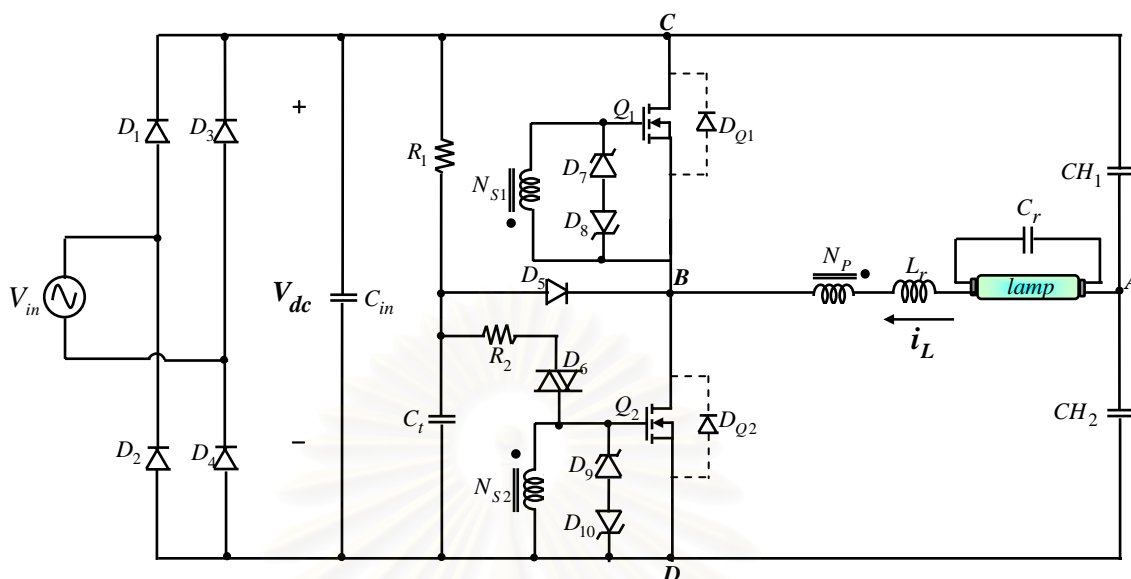 C
Q1
D1
D3
+
DQ1
R1
D7
CH1
NS1
Cr
D8
NP
Lr
B
D5
lamp
A
Vin
Vdc
Cin
iL
R2
D6
Q2
CH2
Ct
DQ2
−
D2
D4
D9
NS2
D10
D